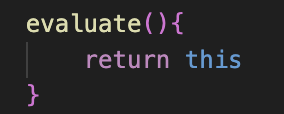 evaluate(){
    return this
}